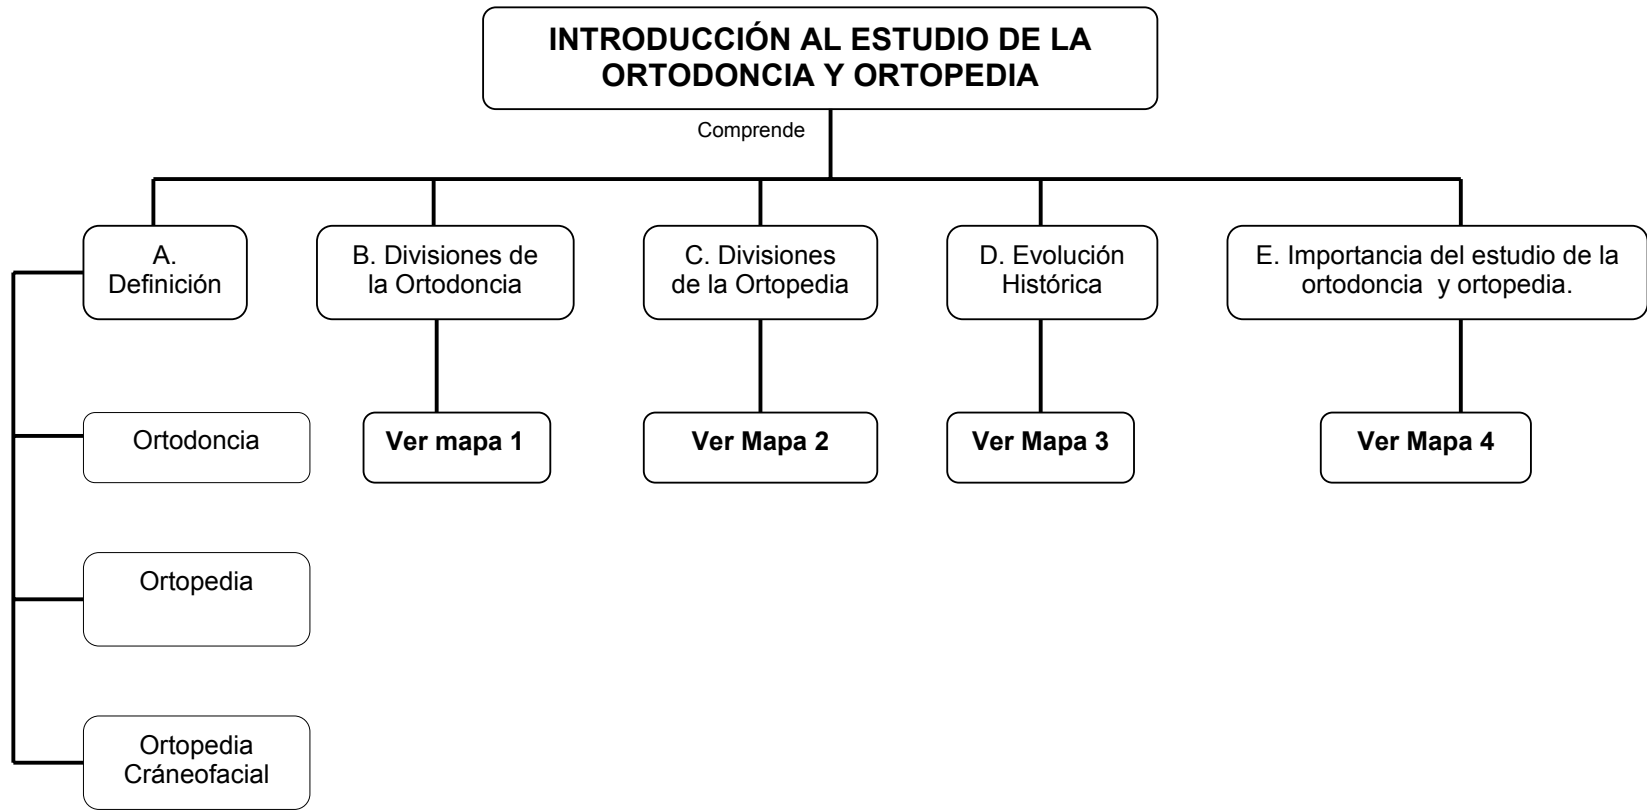 INTRODUCCIÓN AL ESTUDIO DE LA
ORTODONCIA Y ORTOPEDIA
Comprende
A.
Definición
B. Divisiones de
la Ortodoncia
C. Divisiones
de la Ortopedia
D. Evolución
Histórica
E. Importancia del estudio de la
ortodoncia y ortopedia.
Ortodoncia
Ver mapa 1
Ver Mapa 2
Ver Mapa 3
Ver Mapa 4
Ortopedia
Ortopedia
Cráneofacial